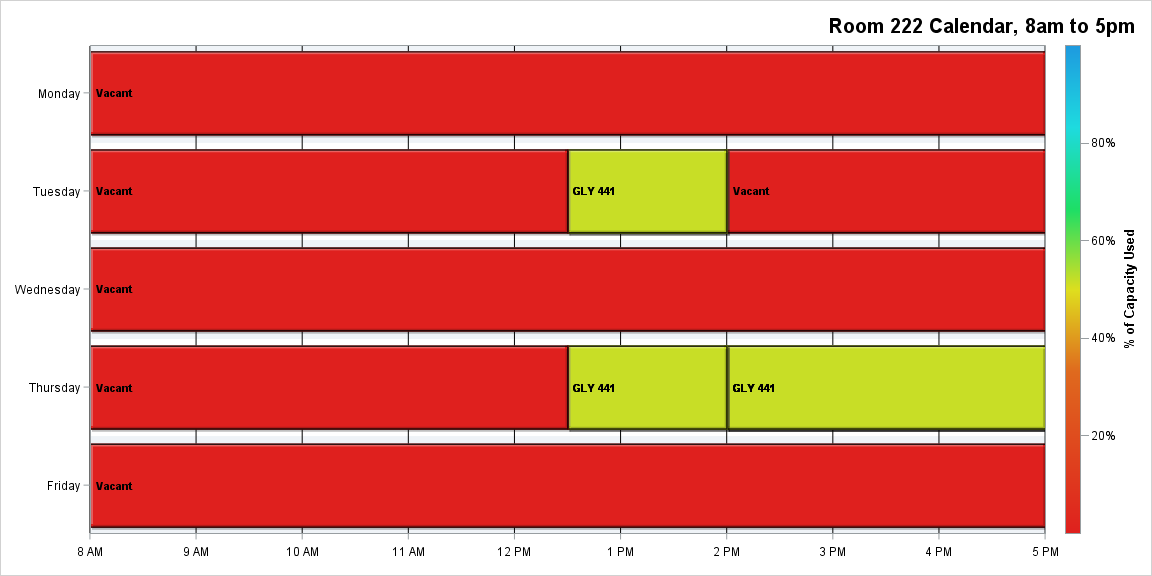 Room 222 Calendar, 8am to 5pm
Monday
Vacant
Tuesday
Vacant
GLY 441
Vacant
Wednesday
Vacant
Thursday
Vacant
GLY 441
GLY 441
Friday
Vacant
8 AM
9 AM
10 AM
11 AM
12 PM
1 PM
2 PM
3 PM
4 PM
5 PM
80%
60%
40%
20%
% of Capacity Used